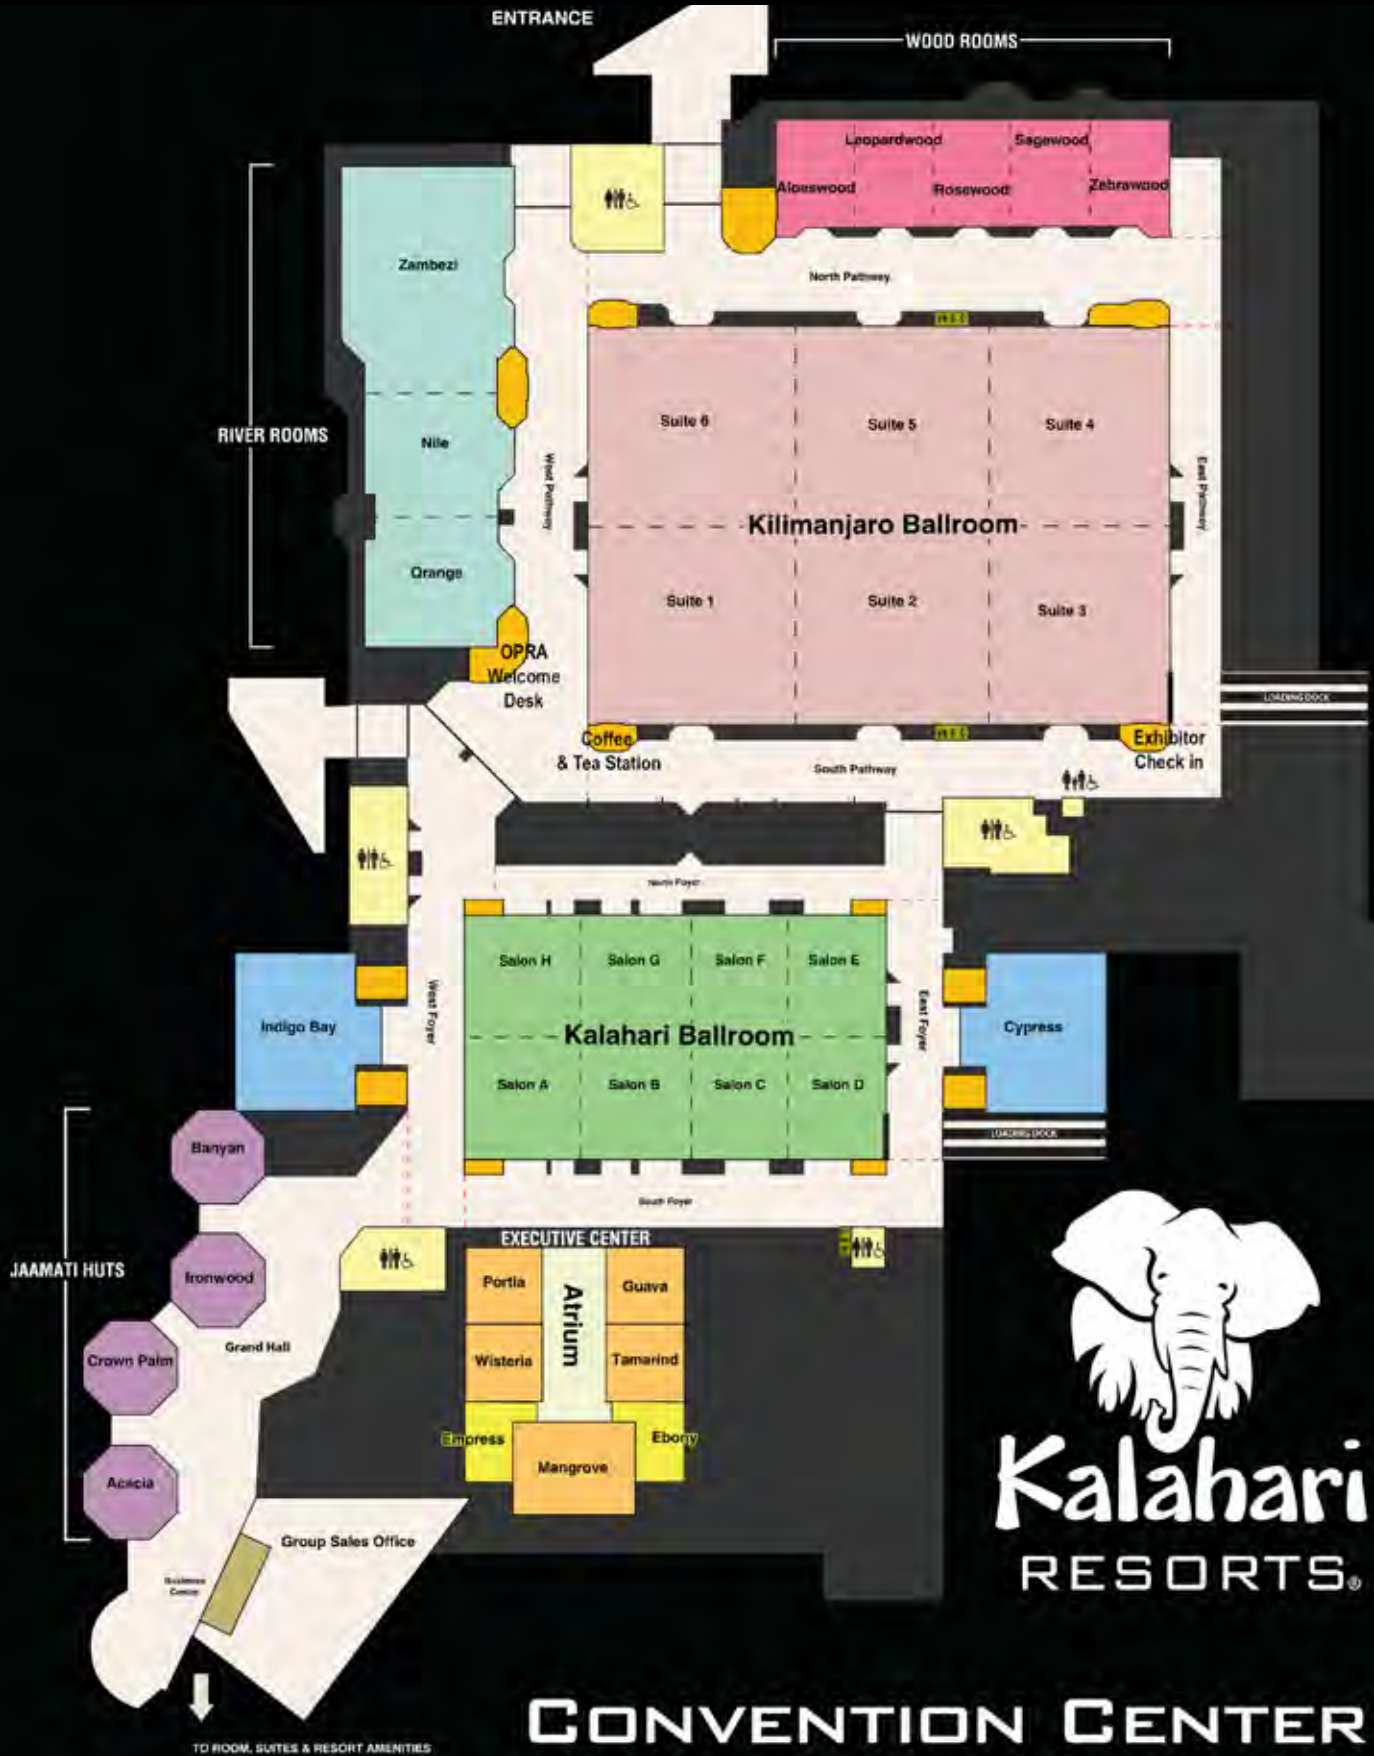 ENTRANCE
WOOD ROOMS
Leopardwood
Sagewood
Aloeswood
Rosewood
Zebrawood
Zambezi
North Pathway
RIVER ROOMS
Nile
Orange
West Pathway
Suite 6
Suite 5
Suite 4
East Pathway
Kilimanjaro Ballroom
Suite 1
Suite 2
Suite 3
OPRA
Welcome
Desk
LOADING DOCK
Coffee
& Tea Station
South Pathway
Exhibitor
Check in
North Foyer
Salon H
Salon G
Salon F
Salon E
West Foyer
Indigo Bay
Kalahari Ballroom
East Foyer
Cypress
Salon A
Salon B
Salon C
Salon D
LOADING DOCK
South Foyer
JAAMATI HUTS
Banyan
Ironwood
Crown Palm
Acacia
Grand Hall
EXECUTIVE CENTER
Portia
Atrium
Guava
Wisteria
Tamarind
Empress
Ebony
Mangrove
Group Sales Office
Business
Center
TO ROOM, SUITES & RESORT AMENITIES
Kalahari
RESORTS®
CONVENTION CENTER